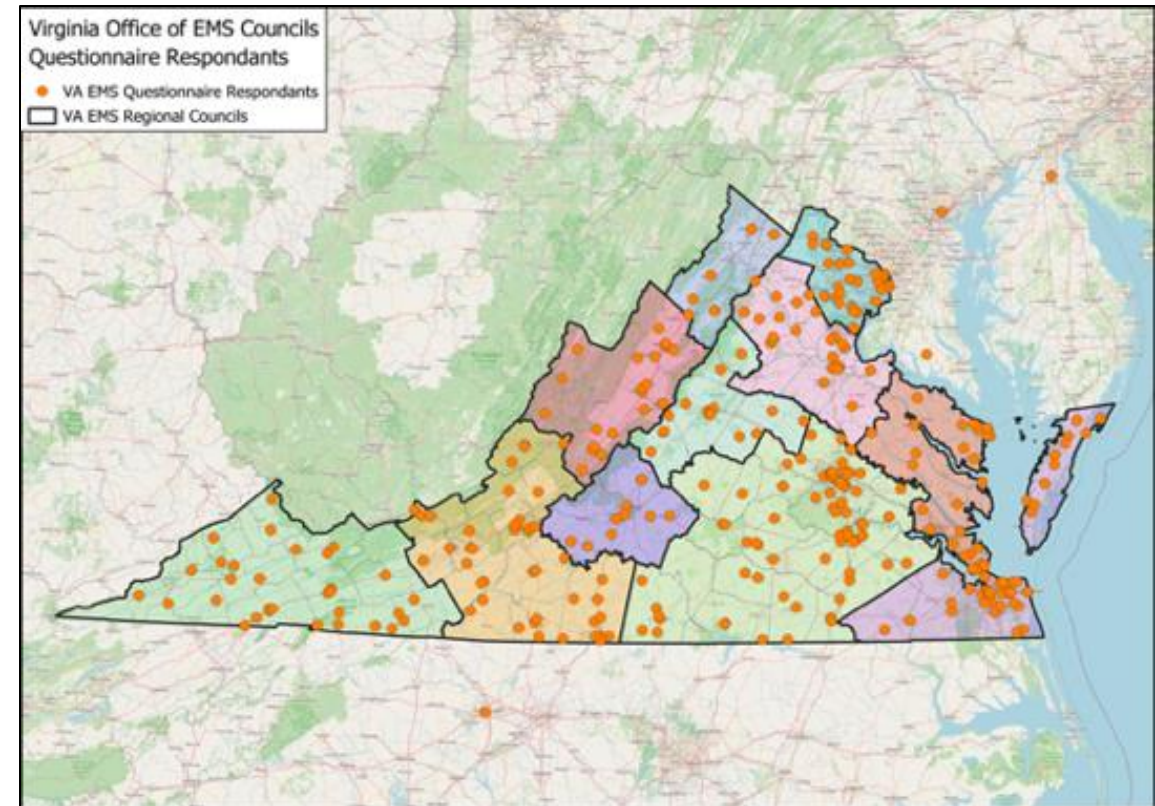 Virginia Office of EMS Councils
Questionnaire Respondants
VA EMS Questionnaire Respondants
VA EMS Regional Councils